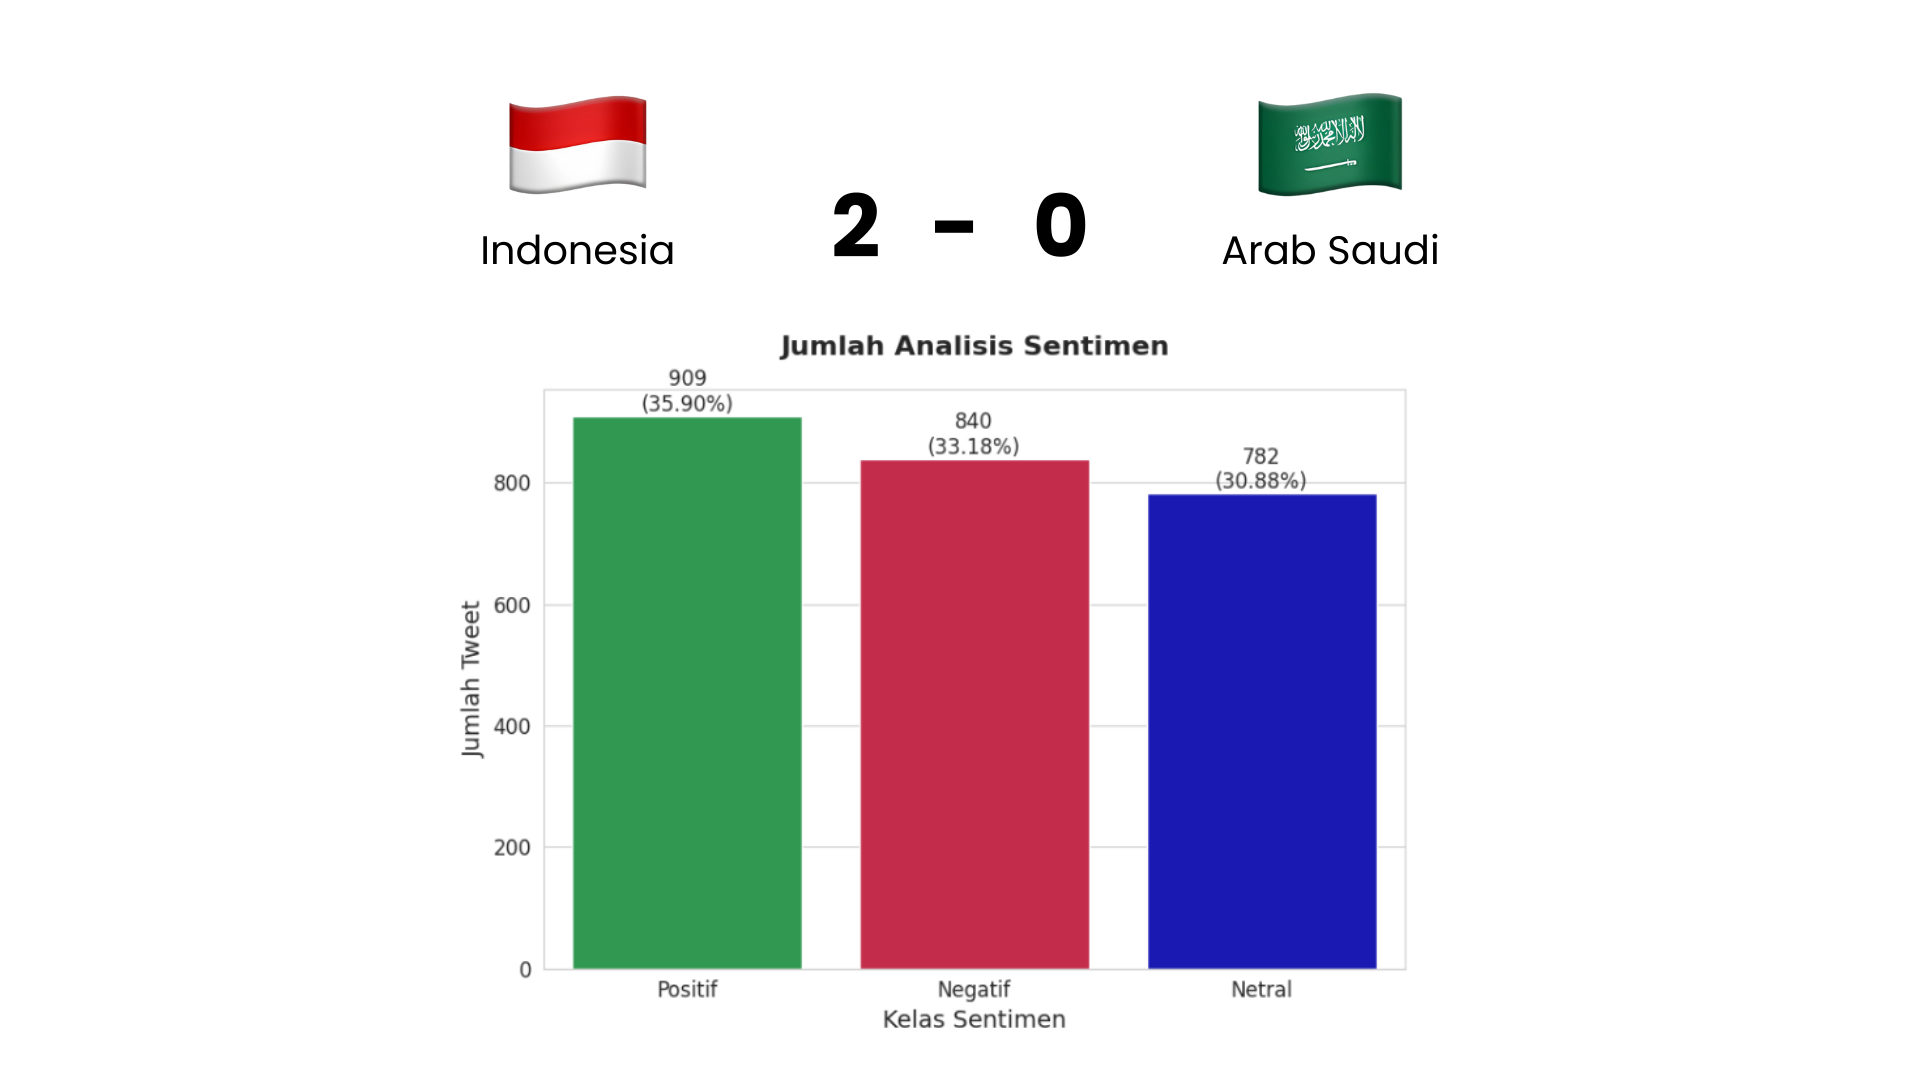 Indonesia
2 - 0
Arab Saudi
Jumlah Analisis Sentimen
909
(35.90%)
840
(33.18%)
782
(30.88%)
800
600
400
200
0
Jumlah Tweet
Positif
Negatif
Netral
Kelas Sentimen